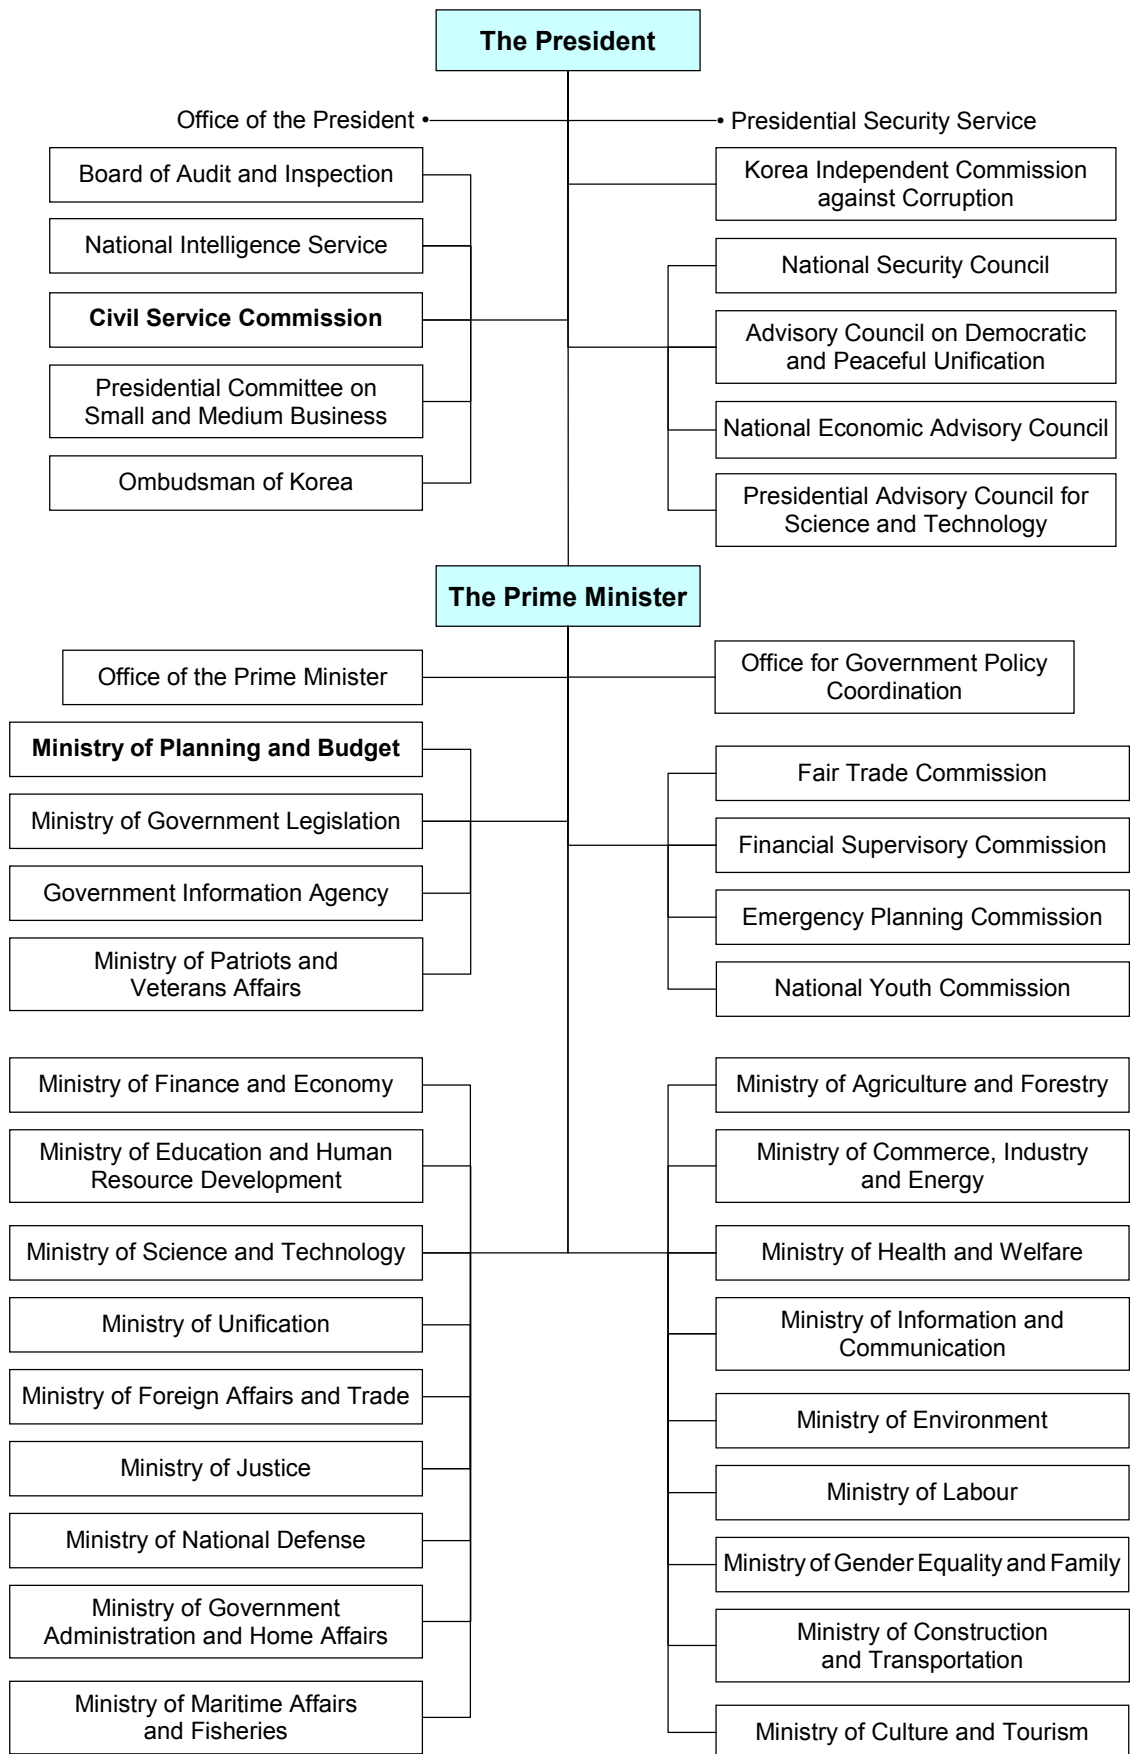 The President
Office of the President •
• Presidential Security Service
Board of Audit and Inspection
National Intelligence Service
Civil Service Commission
Presidential Committee on
Small and Medium Business
Ombudsman of Korea
Korea Independent Commission
against Corruption
National Security Council
Advisory Council on Democratic
and Peaceful Unification
National Economic Advisory Council
Presidential Advisory Council for
Science and Technology
The Prime Minister
Office of the Prime Minister
Office for Government Policy
Coordination
Ministry of Planning and Budget
Ministry of Government Legislation
Government Information Agency
Ministry of Patriots and
Veterans Affairs
Fair Trade Commission
Financial Supervisory Commission
Emergency Planning Commission
National Youth Commission
Ministry of Finance and Economy
Ministry of Education and Human
Resource Development
Ministry of Science and Technology
Ministry of Unification
Ministry of Foreign Affairs and Trade
Ministry of Justice
Ministry of National Defense
Ministry of Government
Administration and Home Affairs
Ministry of Maritime Affairs
and Fisheries
Ministry of Agriculture and Forestry
Ministry of Commerce, Industry
and Energy
Ministry of Health and Welfare
Ministry of Information and
Communication
Ministry of Environment
Ministry of Labour
Ministry of Gender Equality and Family
Ministry of Construction
and Transportation
Ministry of Culture and Tourism